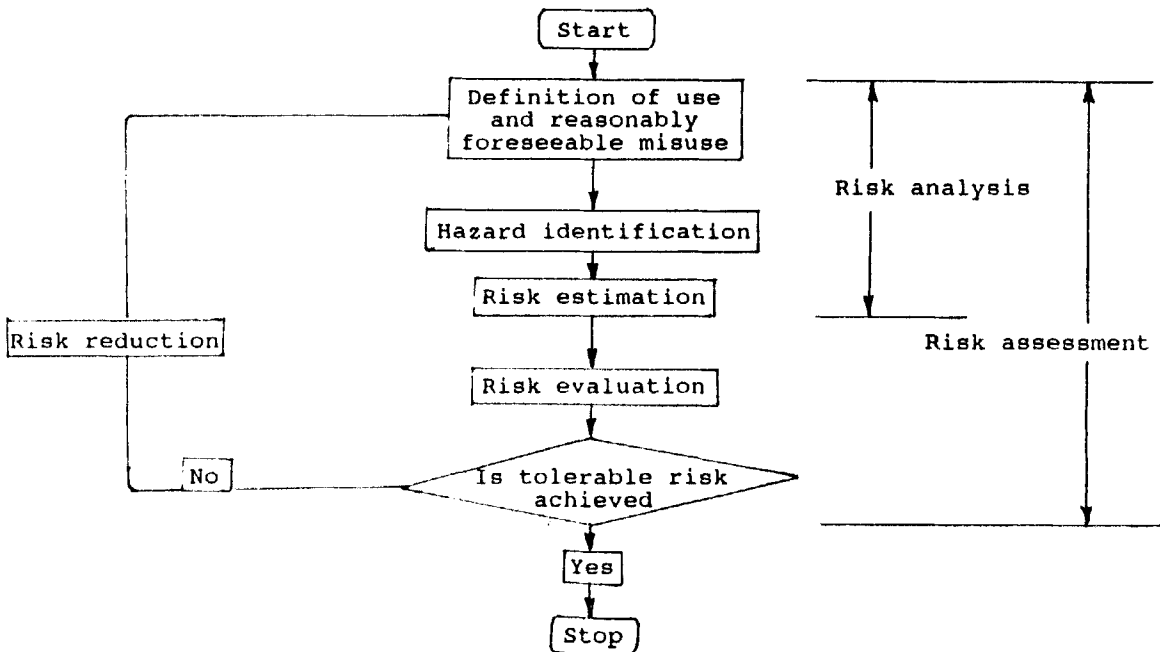 Start
Definition of use
and reasonably
foreseeable misuse
Risk analysis
Hazard identification
Risk estimation
Risk reduction
Risk assessment
Risk evaluation
No
Is tolerable risk
achieved
Yes
Stop